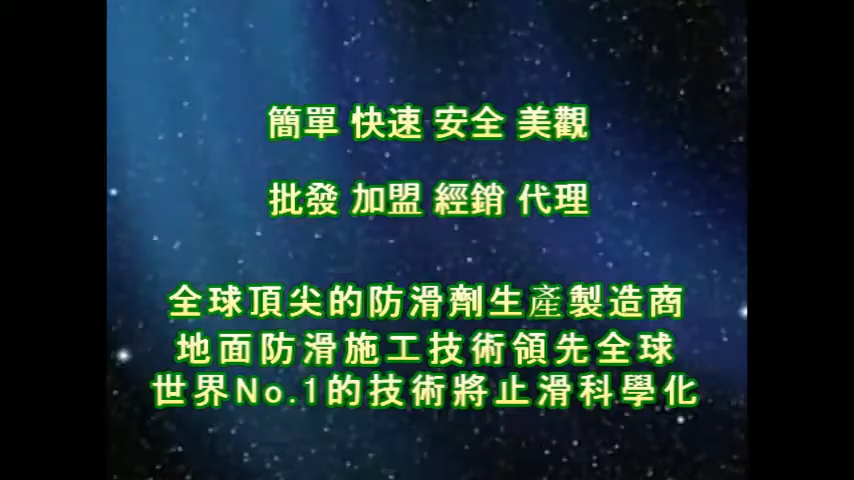 簡單 快速 安全 美觀
批發 加盟 經銷 代理
全球頂尖的防滑劑生產製造商
地面防滑施工技術領先全球
世界No.1的技術將止滑科學化